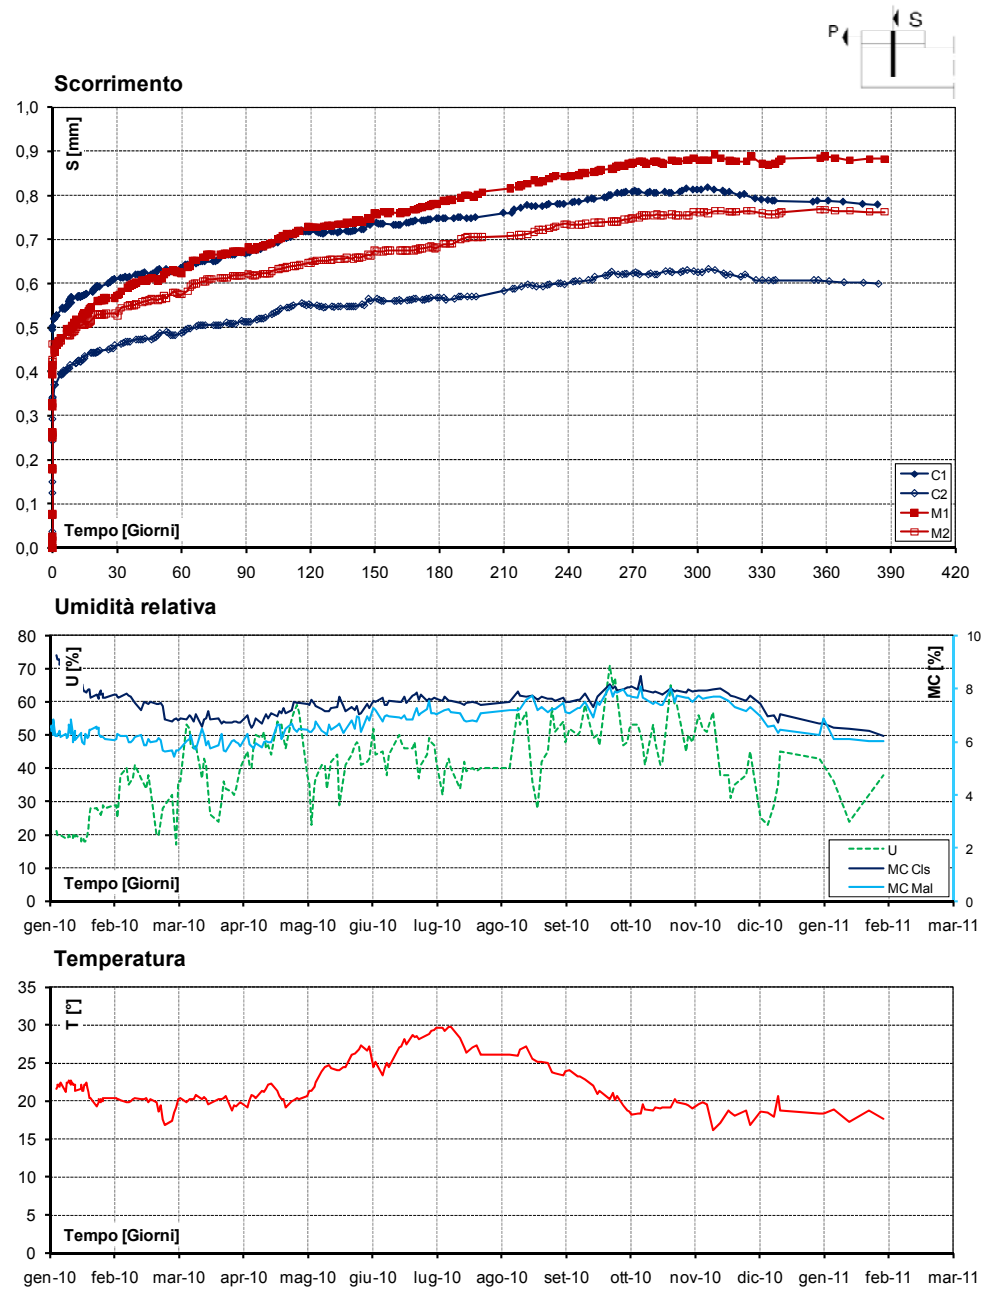 S
P
Scorrimento
1,0
0,9
0,8
0,7
0,6
0,5
0,4
0,3
0,2
0,1
0,0
S [mm]
C1
C2
M1
M2
Tempo [Giorni]
0 30 60 90 120 150 180 210 240 270 300 330 360 390 420
Umidità relativa
80
70
60
50
40
30
20
10
0
U [%]
MC [%]
10
8
6
4
2
0
U
MC Cls
MC Mal
Tempo [Giorni]
gen-10 feb-10 mar-10 apr-10 mag-10 giu-10 lug-10 ago-10 set-10 ott-10 nov-10 dic-10 gen-11 feb-11 mar-11
Temperatura
35
30
25
20
15
10
5
0
T [°]
Tempo [Giorni]
gen-10 feb-10 mar-10 apr-10 mag-10 giu-10 lug-10 ago-10 set-10 ott-10 nov-10 dic-10 gen-11 feb-11 mar-11